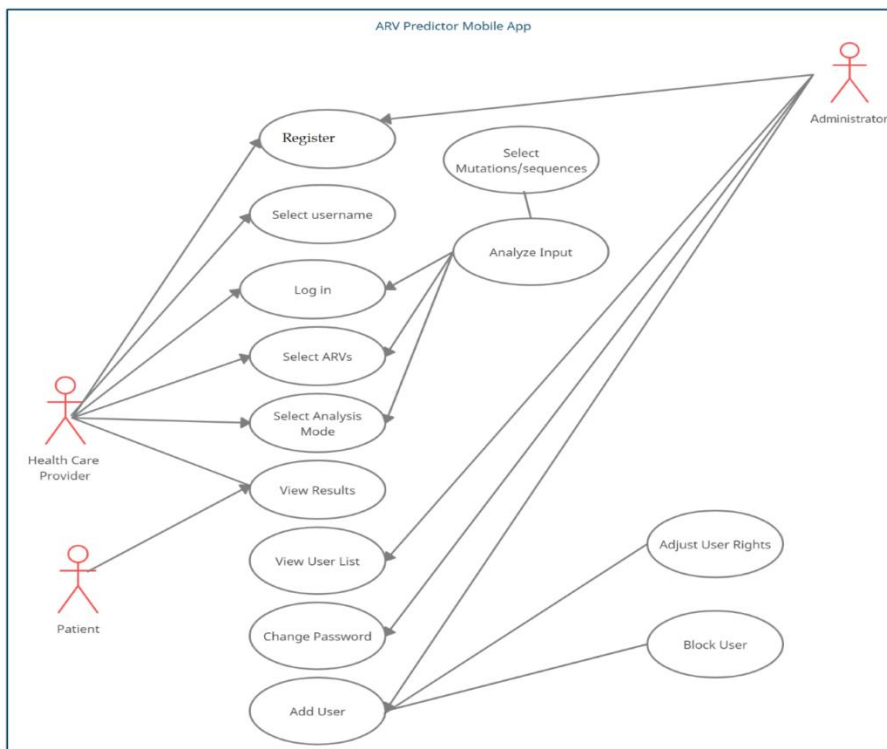 ARV Predictor Mobile App
Administrator
Register
Select
Mutations/sequences
Select username
Analyze Input
Log in
Select ARVs
Select Analysis
Mode
Health Care
Provider
View Results
View User List
Adjust User Rights
Patient
Change Password
Block User
Add User